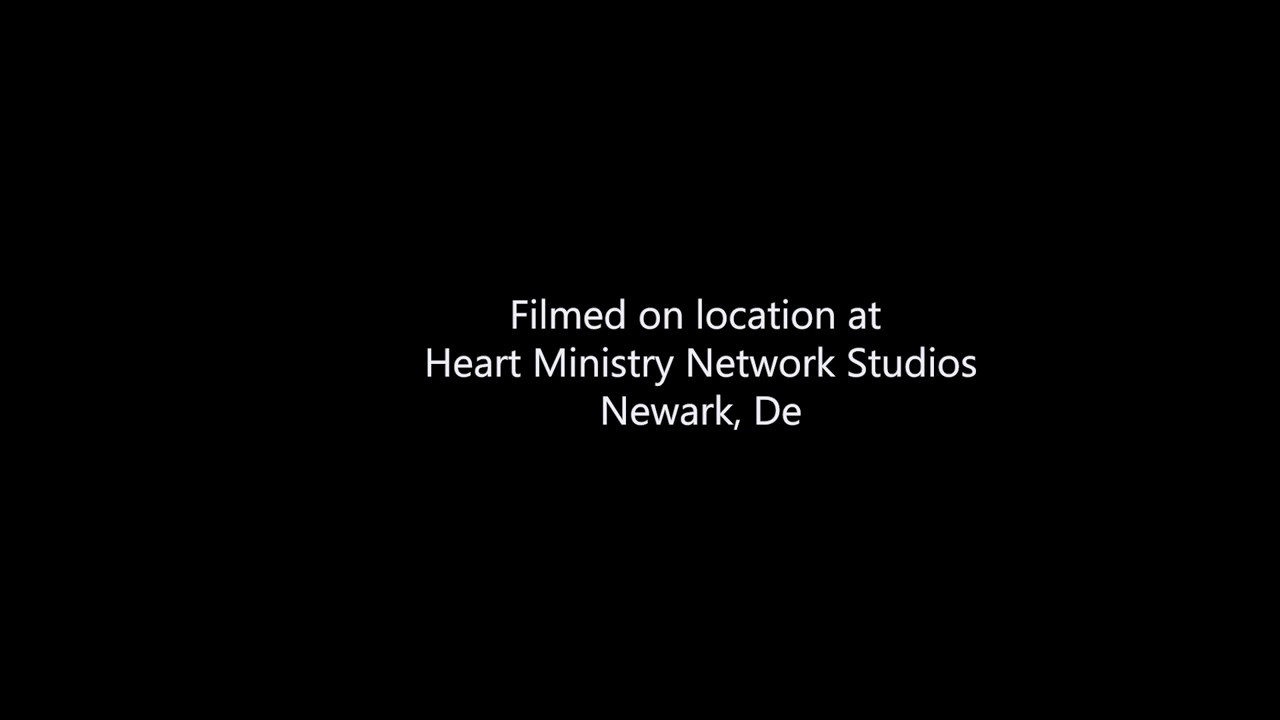 Filmed on location at
Heart Ministry Network Studios
Newark, De